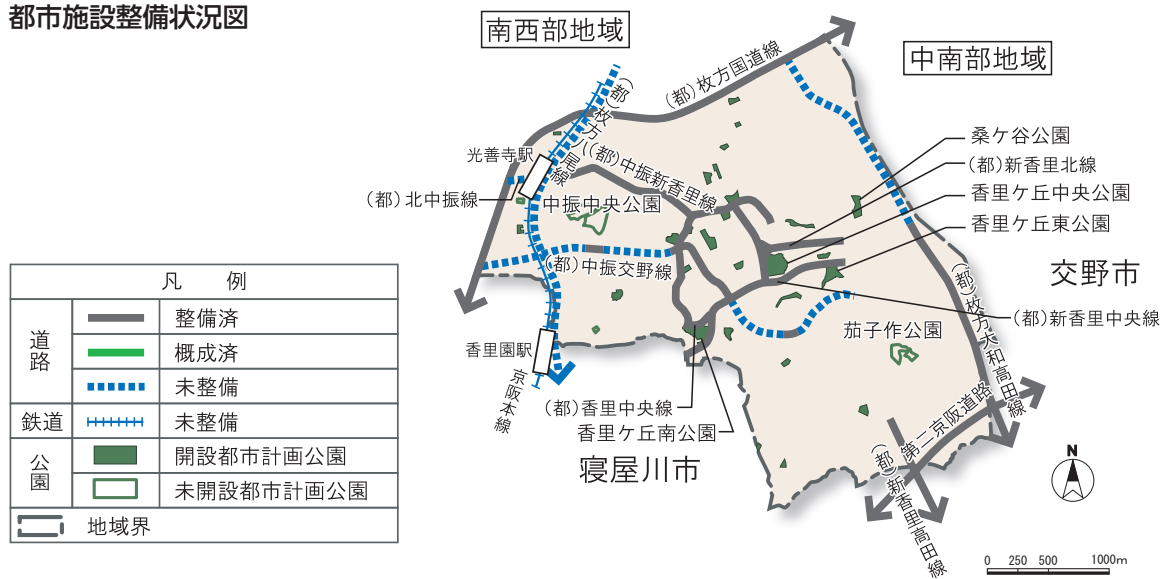 都市施設整備状況図
南西部地域
中南部地域
(都)枚方国道線
(都)枚方八尾線
光善寺駅
(都)中振新香里線
(都)北中振線
中振中央公園
(都)中振交野線
桑ケ谷公園
(都)新香里北線
香里ケ丘中央公園
香里ケ丘東公園
交野市
(都)枚方大和高田線
(都)新香里中央線
茄子作公園
香里園駅
京阪本線
(都)香里中央線
香里ケ丘南公園
寝屋川市
第二京阪道路
(都)新香里高田線
凡 例
道路
整備済
概成済
未整備
鉄道
未整備
公園
開設都市計画公園
未開設都市計画公園
地域界
N
0 250 500 1000m